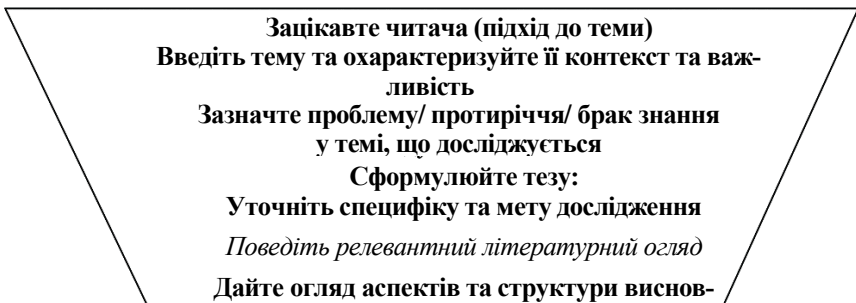 Зацікавте читача (підхід до теми)
Введіть тему та охарактеризуйте її контекст та важ-
ливість
Зазначте проблему/ протиріччя/ брак знання
у темі, що досліджується
Сформулюйте тезу:
Уточніть специфіку та мету дослідження
Поведіть релевантний літературний огляд
Дайте огляд аспектів та структури виснов-